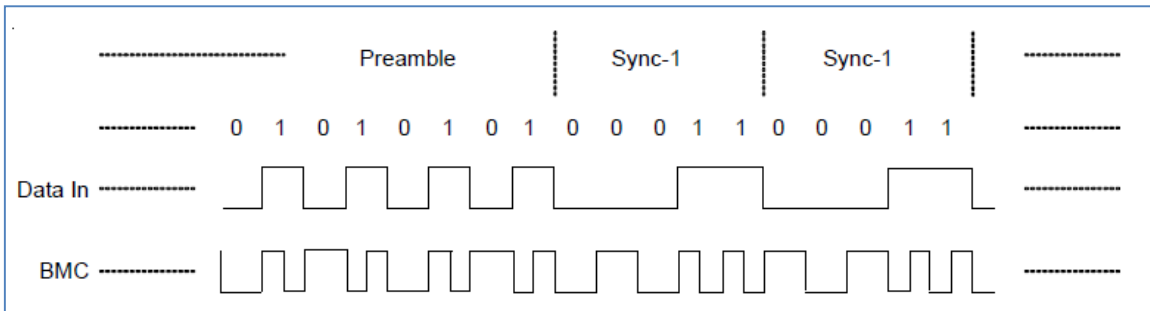 Preamble Sync-1 Sync-1
0 1 0 1 0 1 0 1 0 0 0 1 1 0 0 0 1 1
Data In
BMC